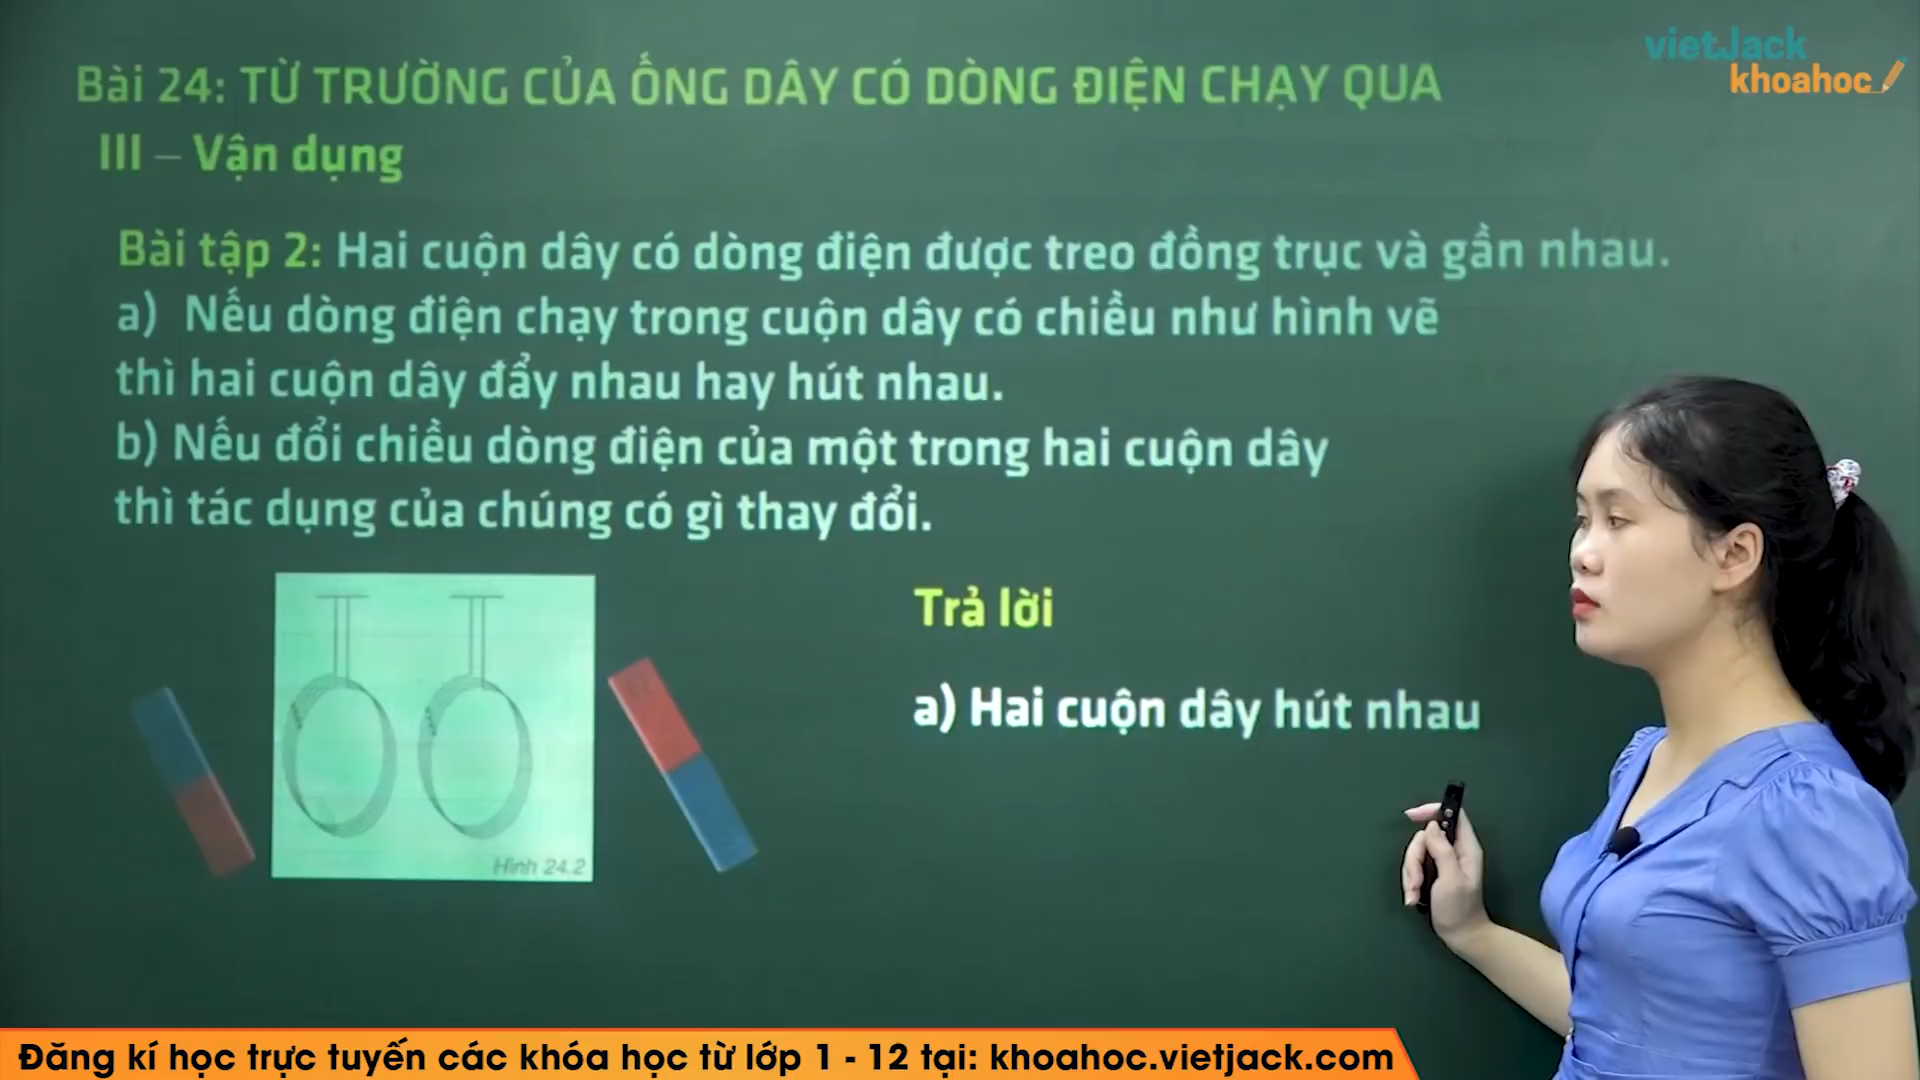 vietJack
khoahoc
Bài 24: TỪ TRƯỜNG CỦA ỐNG DÂY CÓ DÒNG ĐIỆN CHẠY QUA
III – Vận dụng
Bài tập 2: Hai cuộn dây có dòng điện được treo đồng trục và gần nhau.
a) Nếu dòng điện chạy trong cuộn dây có chiều như hình vẽ
thì hai cuộn dây đẩy nhau hay hút nhau.
b) Nếu đổi chiều dòng điện của một trong hai cuộn dây
thì tác dụng của chúng có gì thay đổi.
Trả lời
a) Hai cuộn dây hút nhau
Hình 24.2
Đăng kí học trực tuyến các khóa học từ lớp 1 - 12 tại: khoahoc.vietjack.com